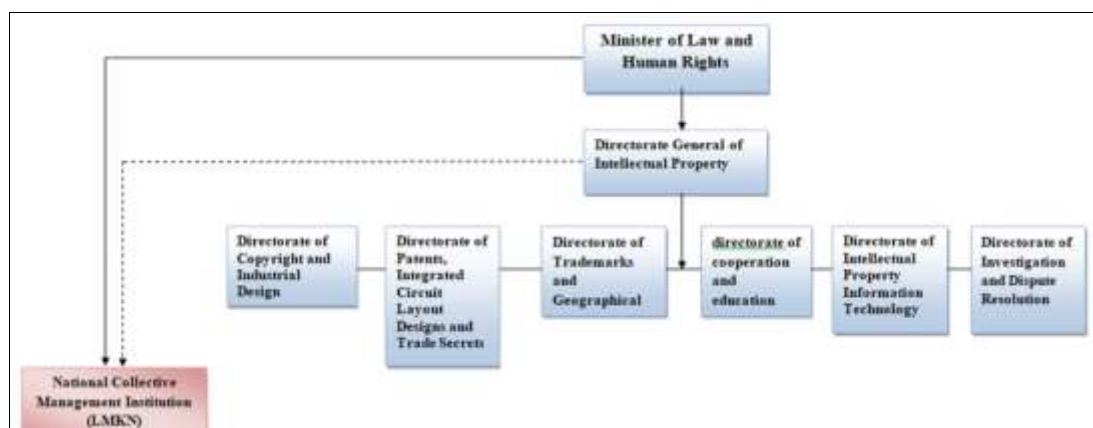 Minister of Law and
Human Rights
Directorate General of
Intellectual Property
Directorate of
Copyright and
Industrial
Design
Directorate of
Patents,
Integrated
Circuit
Layout
Designs and
Trade Secrets
Directorate of
Trademarks
and
Geographical
directorate of
cooperation
and
education
Directorate of
Intellectual
Property
Information
Technology
Directorate of
Investigation
and Dispute
Resolution
National Collective
Management Institution
(LMKN)